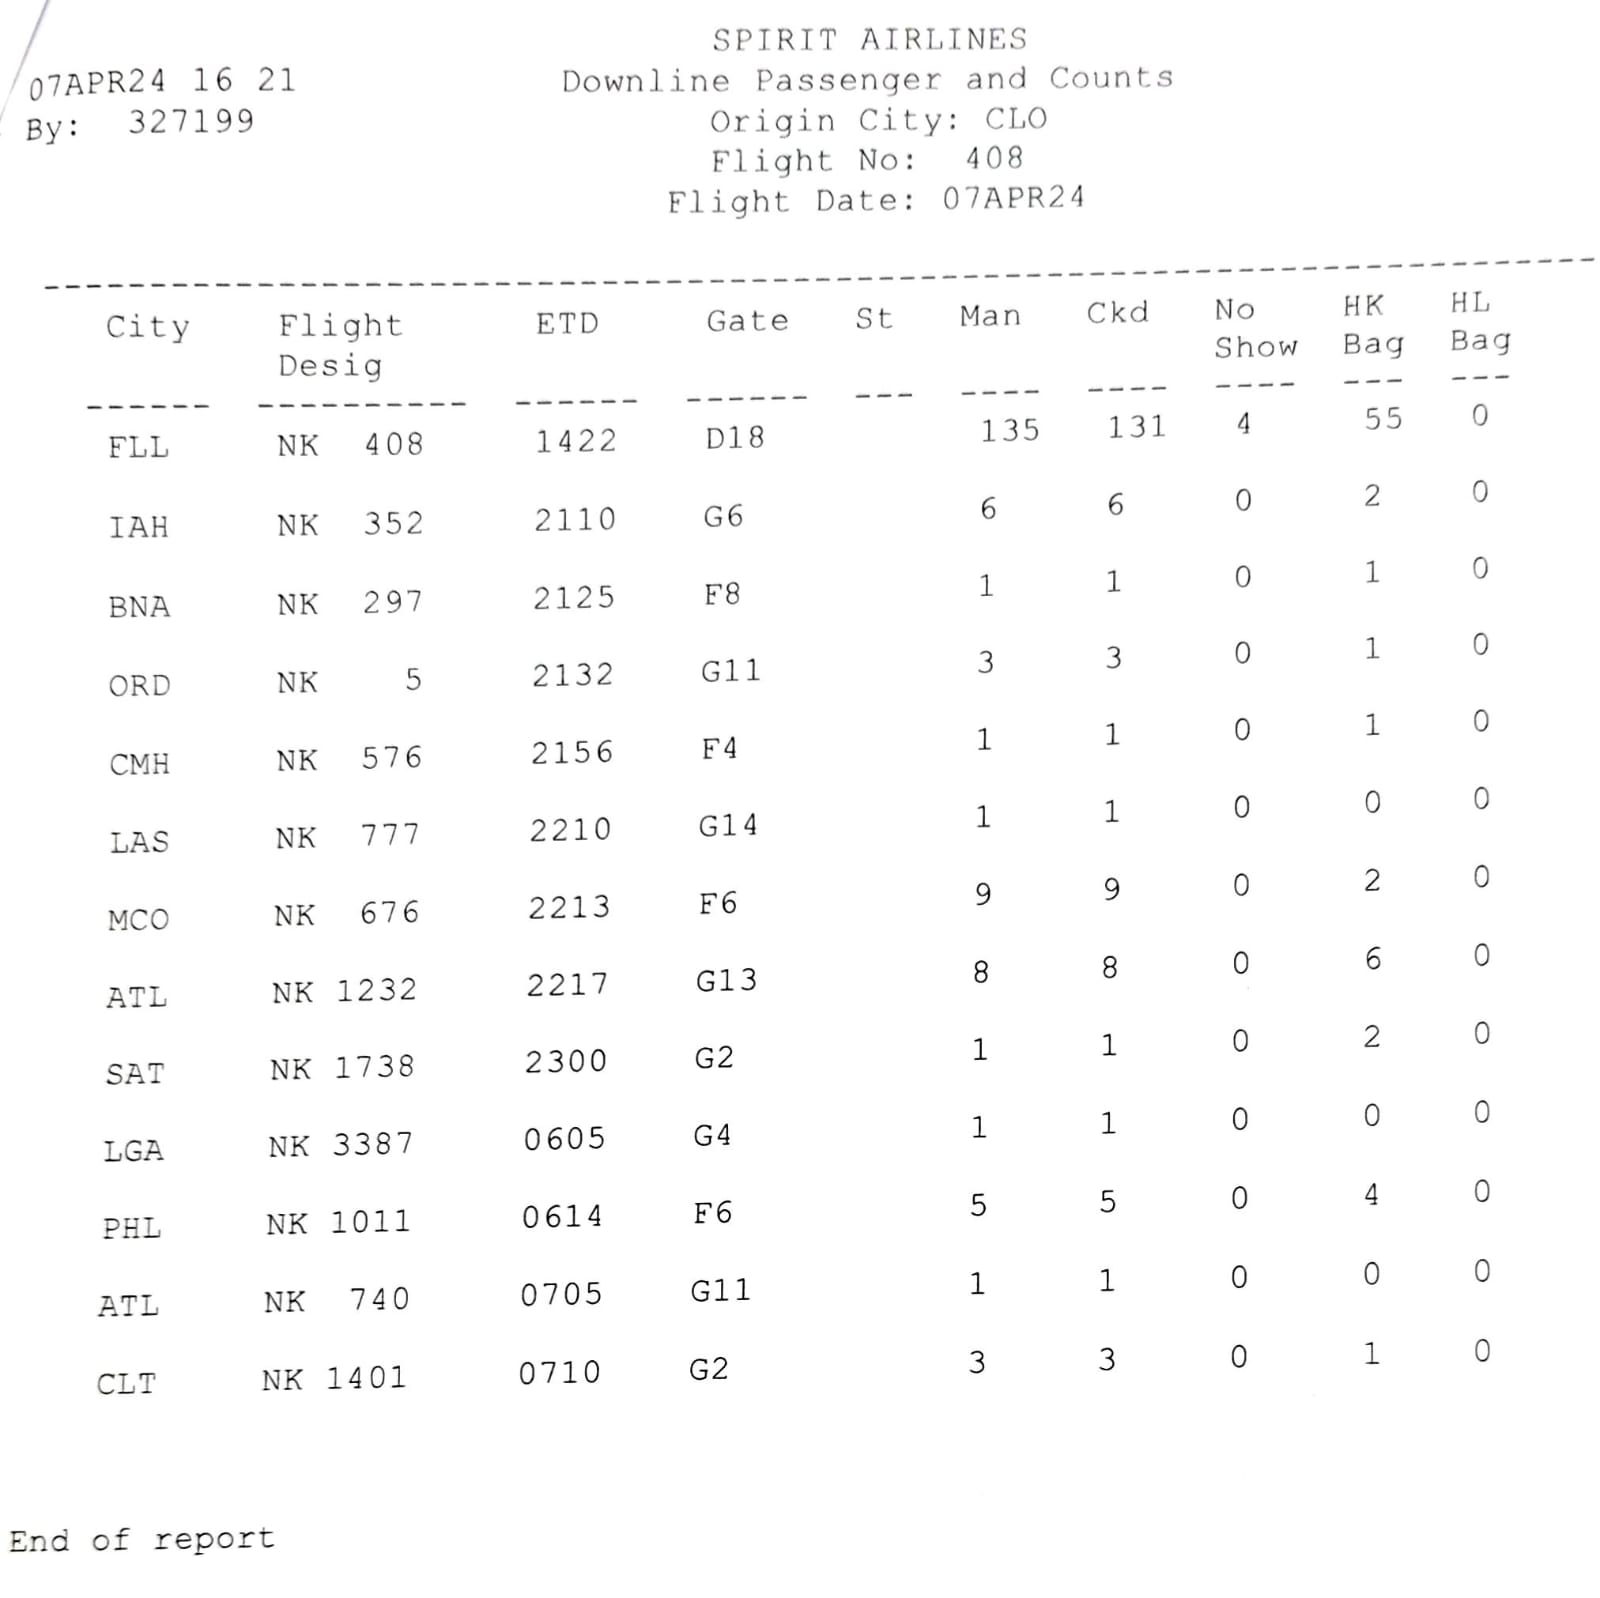 SPIRIT AIRLINES
07APR24 16 21 Downline Passenger and Counts
By: 327199 Origin City: CLO
Flight No: 408
Flight Date: 07APR24
City Flight ETD Gate St Man Ckd No HK HL
Desig Show Bag Bag
FLL NK 408 1422 D18 135 131 4 55 0
IAH NK 352 2110 G6 6 6 0 2 0
BNA NK 297 2125 F8 1 1 0 1 0
ORD NK 5 2132 G11 3 3 0 1 0
CMH NK 576 2156 F4 1 1 0 1 0
LAS NK 777 2210 G14 1 1 0 0 0
MCO NK 676 2213 F6 9 9 0 2 0
ATL NK 1232 2217 G13 8 8 0 6 0
SAT NK 1738 2300 G2 1 1 0 2 0
LGA NK 3387 0605 G4 1 1 0 0 0
PHL NK 1011 0614 F6 5 5 0 4 0
ATL NK 740 0705 G11 1 1 0 0 0
CLT NK 1401 0710 G2 3 3 0 1 0
End of report